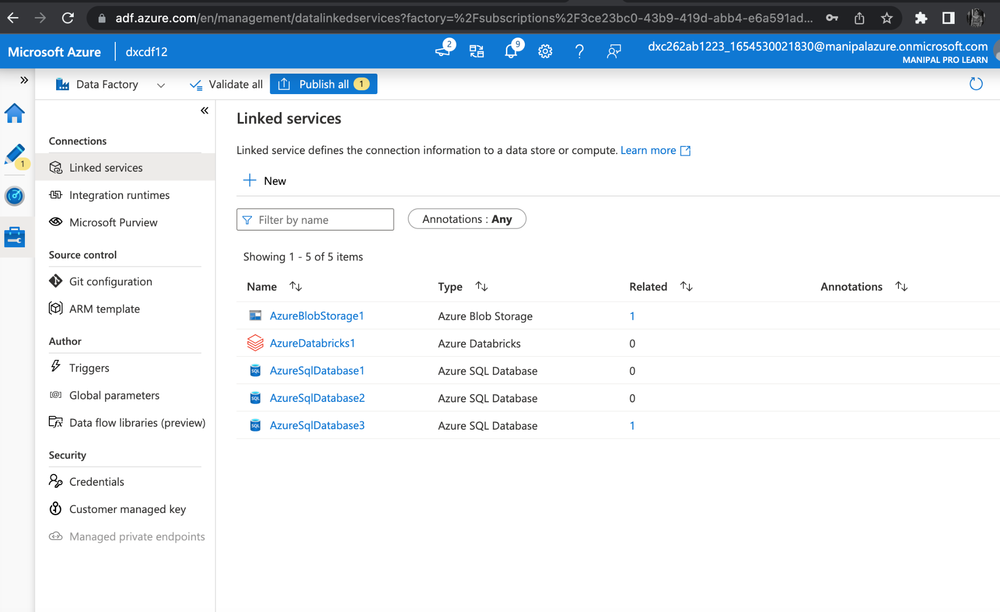 adf.azure.com/en/management/datalinkedservices?factory=%2Fsubscriptions%2F3ce23bc0-43b9-419d-abb4-e6a591ad...
Microsoft Azure dxcdf12 2 9 dxc262ab1223_1654530021830@manipalazure.onmicrosoft.com
MANIPAL PRO LEARN
Data Factory Validate all Publish all 1
1
Connections
Linked services
Integration runtimes
Microsoft Purview
Source control
Git configuration
ARM template
Author
Triggers
Global parameters
Data flow libraries (preview)
Security
Credentials
Customer managed key
Managed private endpoints
Linked services
Linked service defines the connection information to a data store or compute. Learn more
New
Filter by name Annotations : Any
Showing 1 - 5 of 5 items
Name Type Related Annotations
AzureBlobStorage1 Azure Blob Storage 1
AzureDatabricks1 Azure Databricks 0
SQL AzureSqlDatabase1 Azure SQL Database 0
SQL AzureSqlDatabase2 Azure SQL Database 0
SQL AzureSqlDatabase3 Azure SQL Database 1